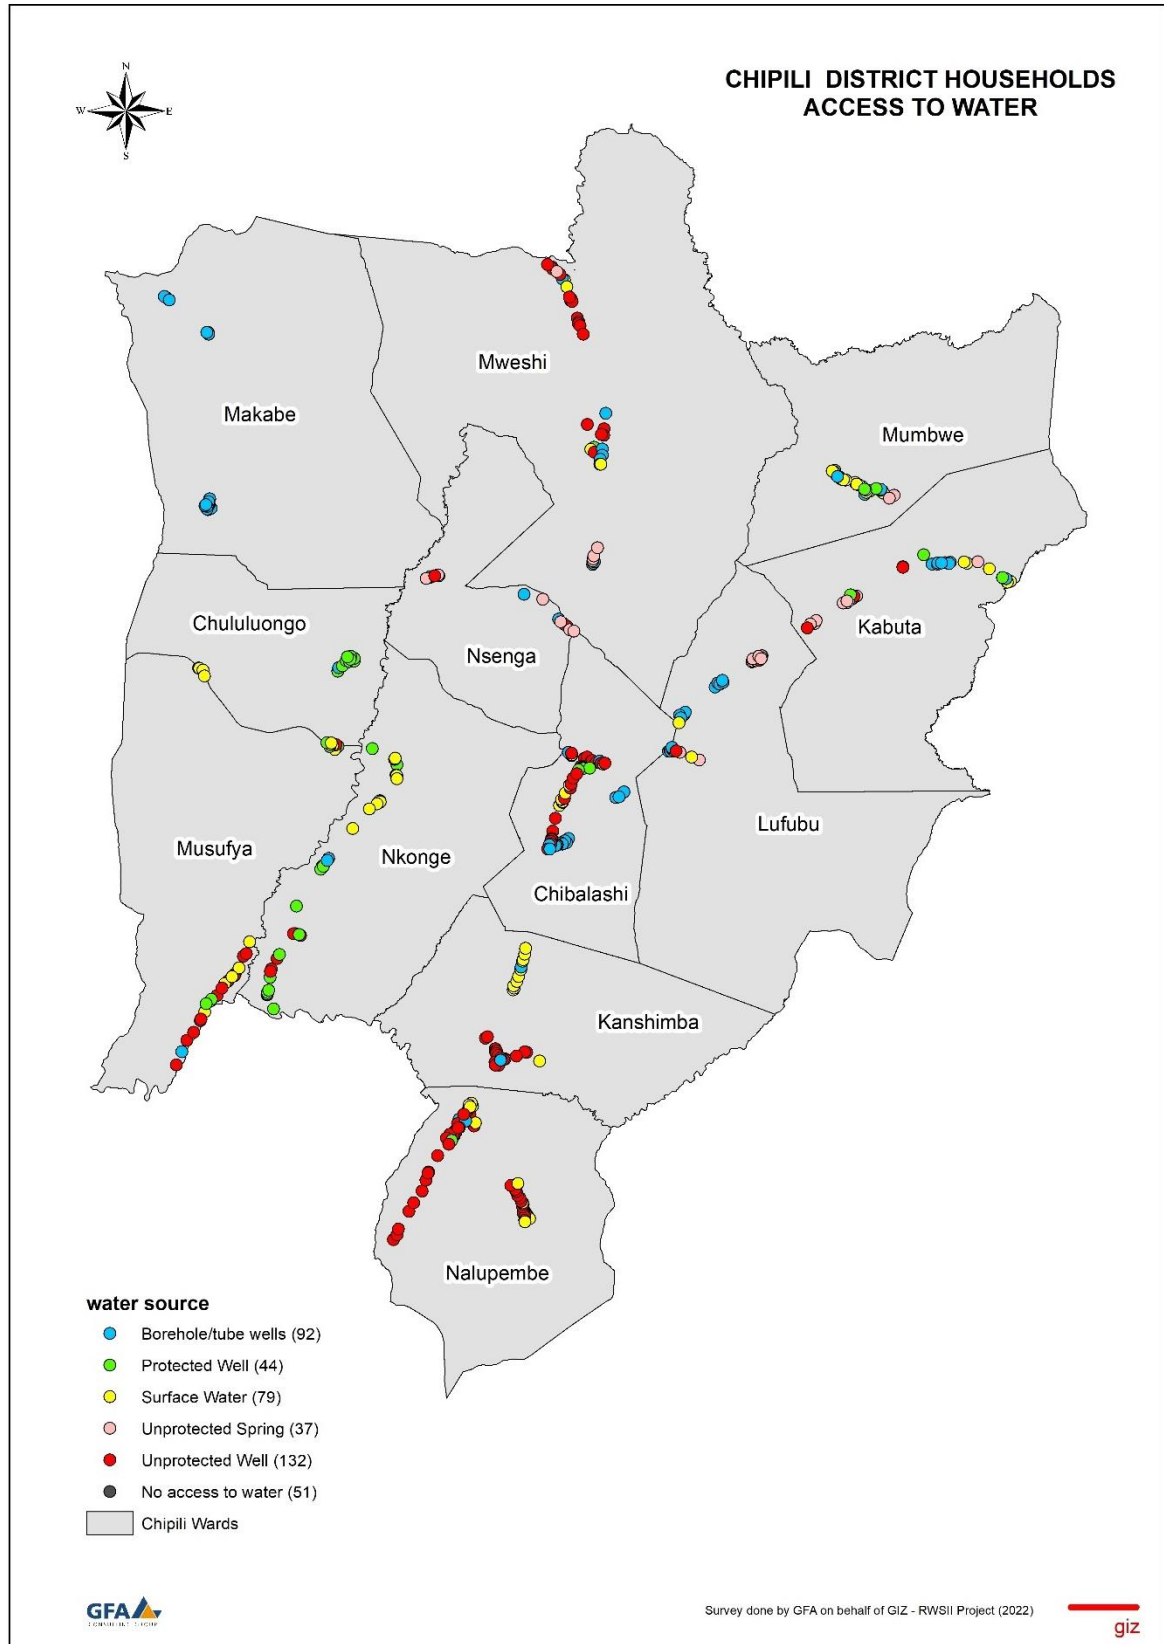 CHIPILI DISTRICT HOUSEHOLDS
ACCESS TO WATER
N
W
E
S
Mweshi
Makabe
Mumbwe
Chululuongo
Kabuta
Nsenga
Lufubu
Musufya
Nkonge
Chibalashi
Kanshimba
Nalupembe
water source
Borehole/tube wells (92)
Protected Well (44)
Surface Water (79)
Unprotected Spring (37)
Unprotected Well (132)
No access to water (51)
Chipili Wards
GFA
CONSULTING GROUP
Survey done by GFA on behalf of GIZ - RWSII Project (2022)
giz